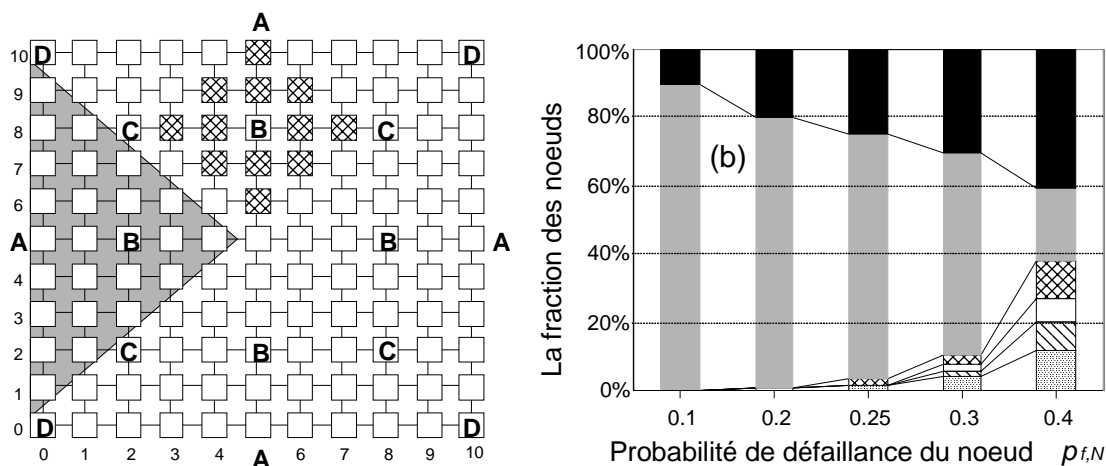 A
10 D D
9
8 C B C
7
6
A B B A
4
3
2 C B C
1
0 D D
0 1 2 3 4 A 6 7 8 9 10
100%
80%
60%
40%
20%
0%
La fraction des noeuds
(b)
0.1 0.2 0.25 0.3 0.4
Probabilité de défaillance du noeud p f,N